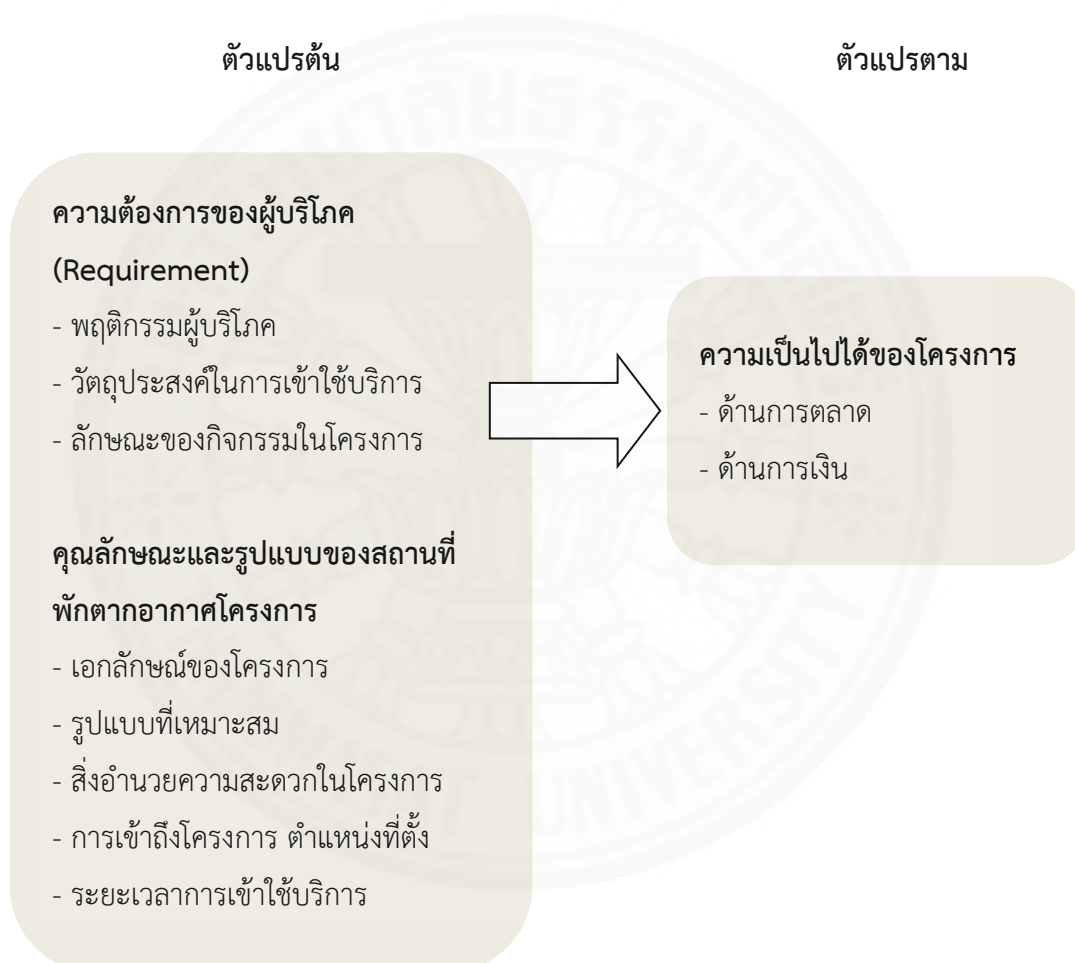 ตัวแปรต้น
ตัวแปรตาม
ความต้องการของผู้บริโภค
(Requirement)
- พฤติกรรมผู้บริโภค
- วัตถุประสงค์ในการเข้าใช้บริการ
- ลักษณะของกิจกรรมในโครงการ
คุณลักษณะและรูปแบบของสถานที่
พักตากอากาศโครงการ
- เอกลักษณ์ของโครงการ
- รูปแบบที่เหมาะสม
- สิ่งอำนวยความสะดวกในโครงการ
- การเข้าถึงโครงการ ตำแหน่งที่ตั้ง
- ระยะเวลาการเข้าใช้บริการ
ความเป็นไปได้ของโครงการ
- ด้านการตลาด
- ด้านการเงิน